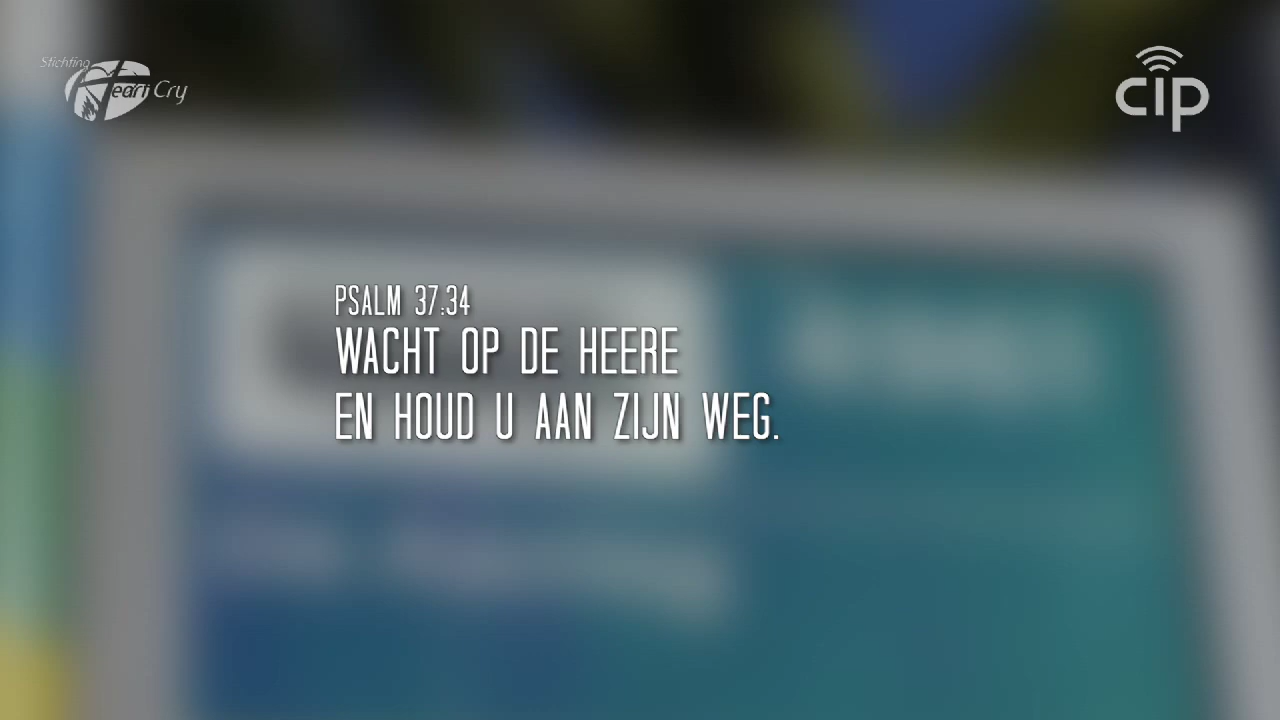 Stichting
Heart Cry
cip
PSALM 37:34
WACHT OP DE HEERE
EN HOUD U AAN ZIJN WEG.